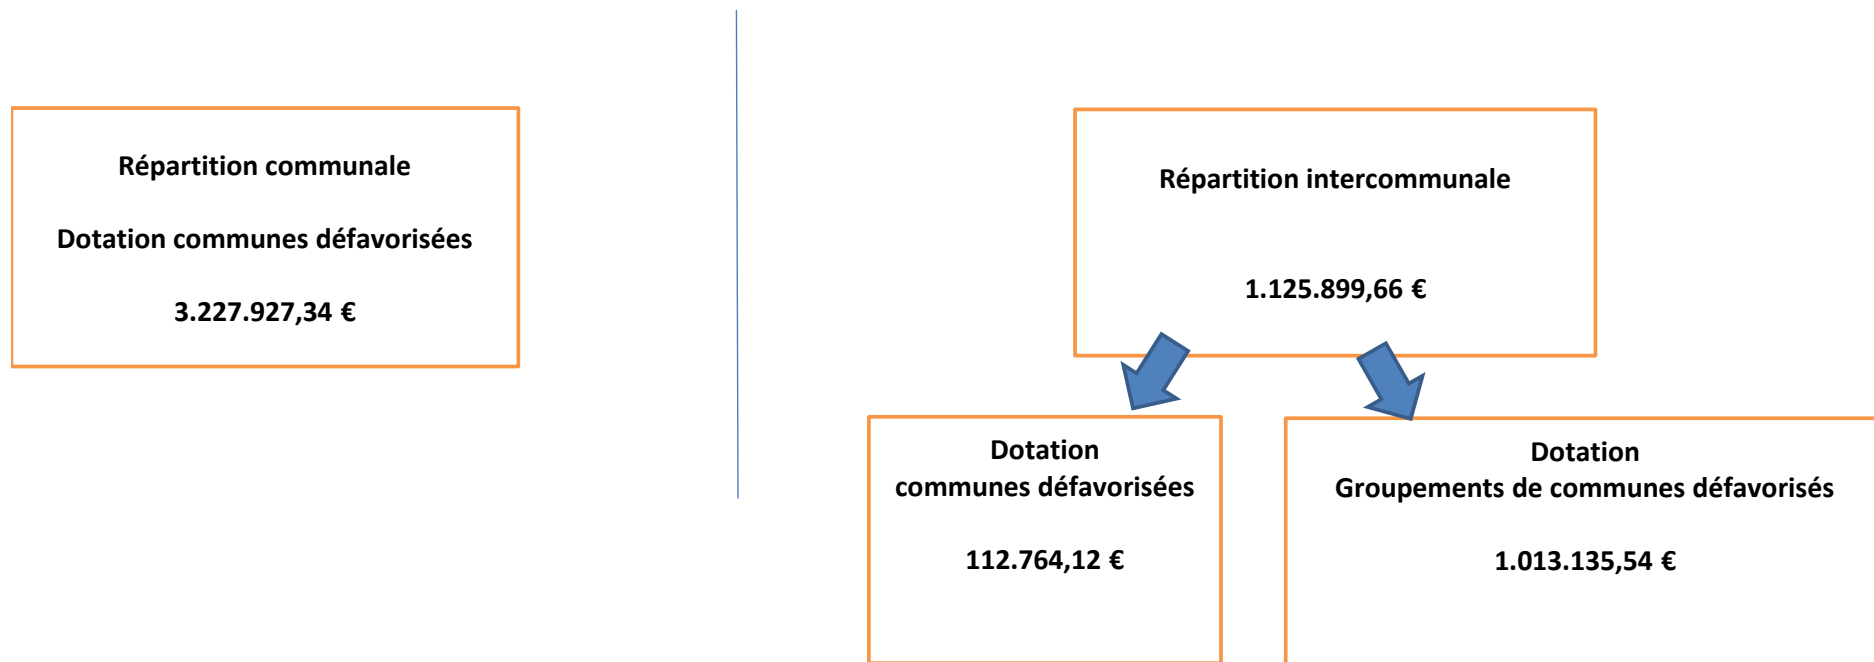 Répartition communale
Dotation communes défavorisées
3.227.927,34 €
Répartition intercommunale
1.125.899,66 €
Dotation
communes défavorisées
112.764,12 €
Dotation
Groupements de communes défavorisés
1.013.135,54 €